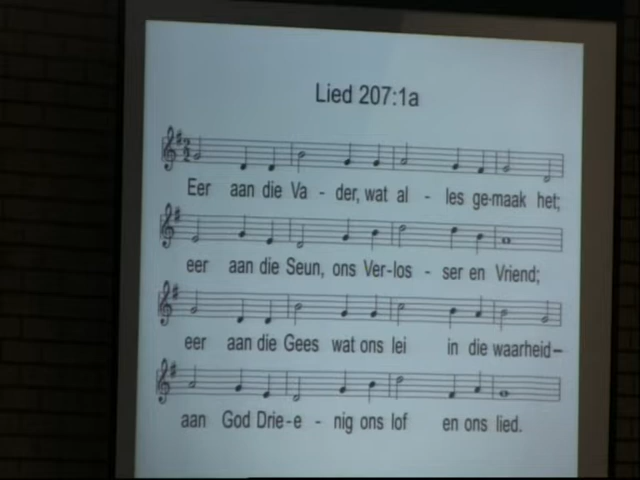 Lied 207:1a
Eer aan die Va - der, wat al - les ge-maak het;
eer aan die Seun, ons Ver-los - ser en Vriend;
eer aan die Gees wat ons lei in die waarheid–
aan God Drie-e - nig ons lof en ons lied.